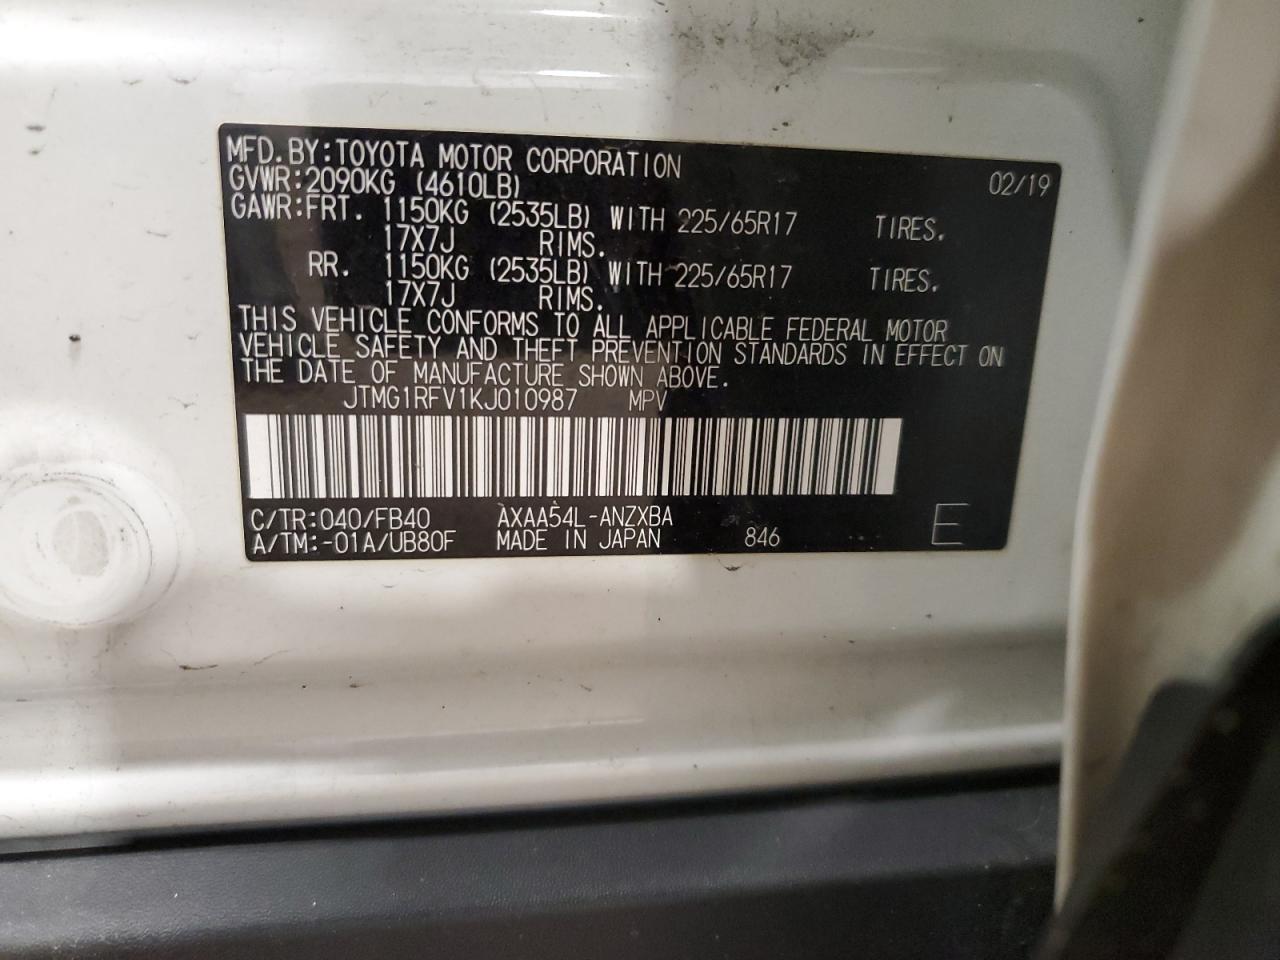 MFD.BY:TOYOTA MOTOR CORPORATION 02/19
GVWR:2090KG (4610LB)
GAWR:FRT. 1150KG (2535LB) WITH 225/65R17 TIRES.
17X7J RIMS.
RR. 1150KG (2535LB) WITH 225/65R17 TIRES.
17X7J RIMS.
THIS VEHICLE CONFORMS TO ALL APPLICABLE FEDERAL MOTOR
VEHICLE SAFETY AND THEFT PREVENTION STANDARDS IN EFFECT ON
THE DATE OF MANUFACTURE SHOWN ABOVE.
JTMG1RFV1KJ010987 MPV
C/TR:040/FB40 AXAA54L-ANZXBA
A/TM:-01A/UB80F MADE IN JAPAN 846 E